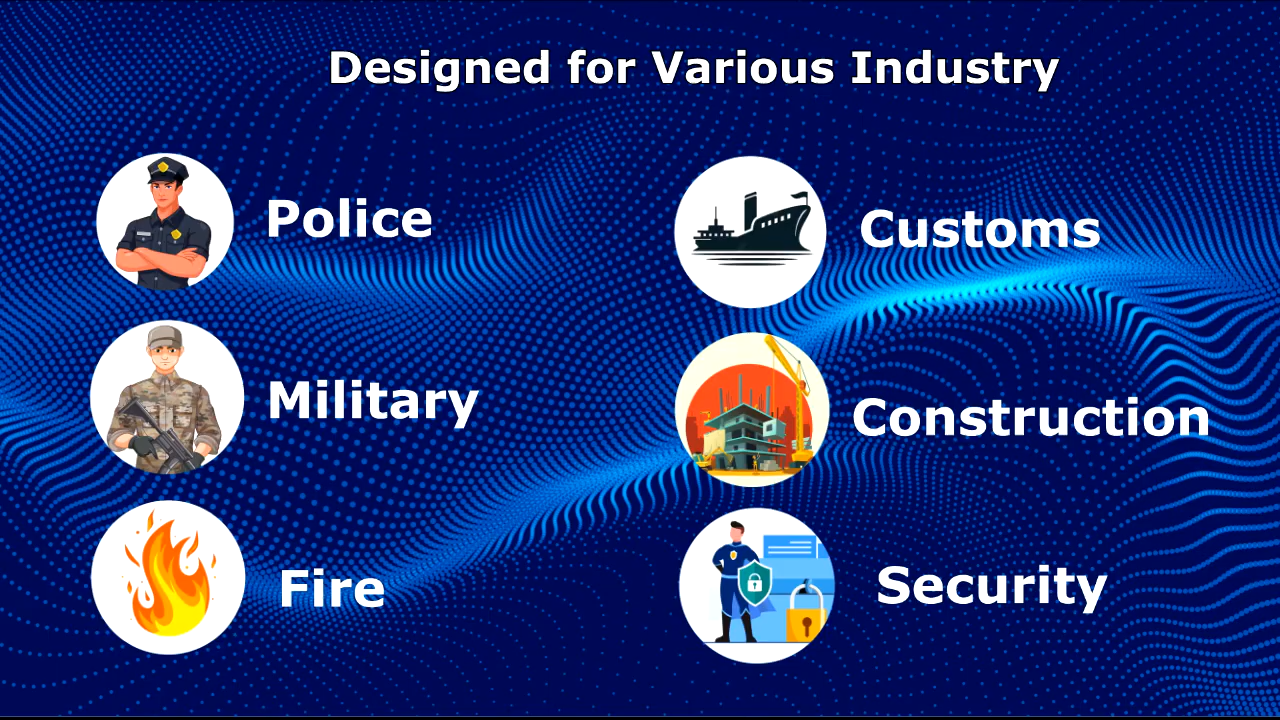 Designed for Various Industry
Police
Military
Fire
Customs
Construction
Security